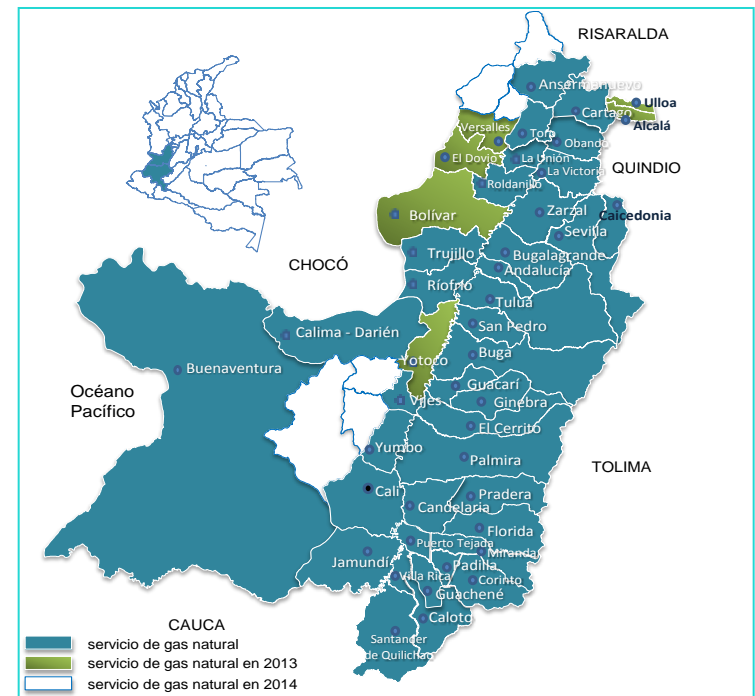 RISARALDA
Ansermanuevo
Ulloa
Cartago
Alcalá
Versalles
Toro
Obando
El Dovio
La Unión
QUINDIO
La Victoria
Roldanillo
Bolívar
Zarzal
Caicedonia
Sevilla
CHOCÓ
Trujillo
Bugalagrande
Andalucía
Ríofrío
Tuluá
Calima - Darién
San Pedro
Yotoco
Buga
Buenaventura
Océano
Pacífico
Guacarí
Ginebra
Vijes
El Cerrito
Yumbo
Palmira
TOLIMA
Cali
Pradera
Candelaria
Florida
Puerto Tejada
Miranda
Jamundí
Padilla
Villa Rica
Corinto
Guachené
CAUCA
Caloto
Santander
de Quilichao
servicio de gas natural
servicio de gas natural en 2013
servicio de gas natural en 2014